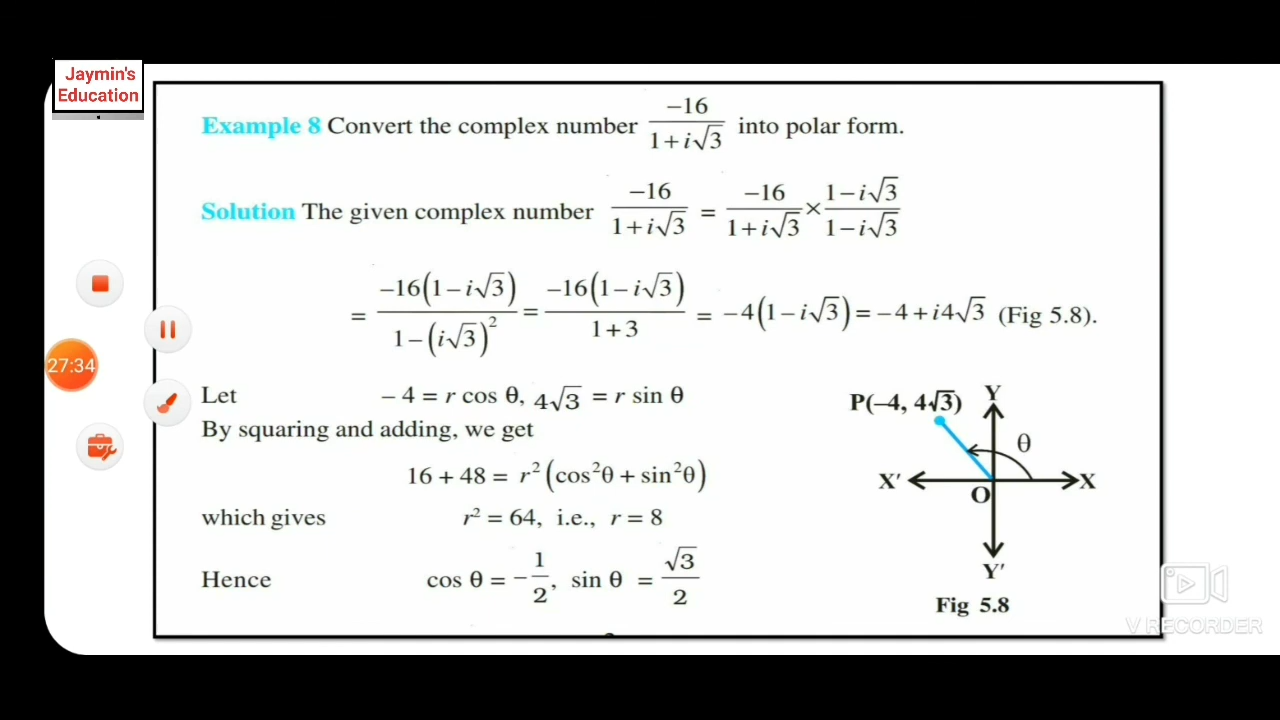 Jaymin's
Education
Example 8 Convert the complex number −16/(1+i√3) into polar form.
Solution The given complex number −16/(1+i√3) = −16/(1+i√3) × (1−i√3)/(1−i√3)
= −16(1−i√3)/(1−(i√3)²) = −16(1−i√3)/(1+3) = −4(1−i√3) = −4+i4√3 (Fig 5.8).
Let − 4 = r cos θ, 4√3 = r sin θ
By squaring and adding, we get
16 + 48 = r² (cos²θ + sin²θ)
which gives r² = 64, i.e., r = 8
Hence cos θ = −1/2, sin θ = √3/2
P(–4, 4√3)
Y
θ
X′
X
O
Y′
Fig 5.8
27:34
V RECORDER